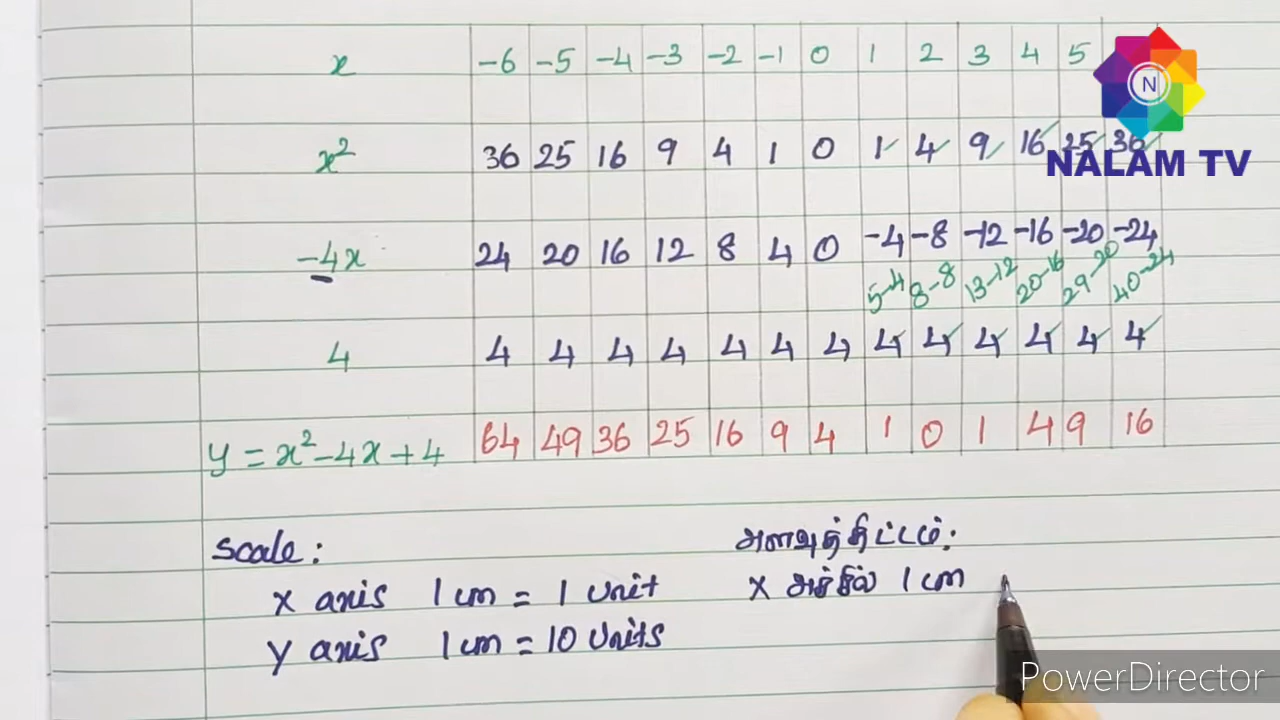 x -6 -5 -4 -3 -2 -1 0 1 2 3 4 5
N
x² 36 25 16 9 4 1 0 1 4 9 16 25 36
NALAM TV
-4x 24 20 16 12 8 4 0 -4 -8 -12 -16 -20 -24
5-4 8-8 13-12 20-16 29-20 40-24
4 4 4 4 4 4 4 4 4 4 4 4 4 4
y = x²-4x+4 64 49 36 25 16 9 4 1 0 1 4 9 16
Scale: அளவுத்திட்டம்:
x axis 1 cm = 1 unit x அச்சில் 1 cm
y axis 1 cm = 10 units
PowerDirector